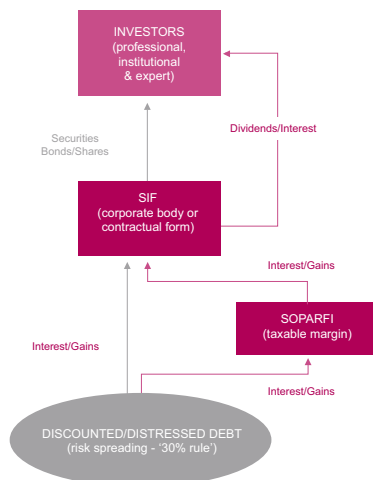 INVESTORS
(professional,
institutional
& expert)
Dividends/Interest
Securities
Bonds/Shares
SIF
(corporate body or
contractual form)
Interest/Gains
SOPARFI
(taxable margin)
Interest/Gains
Interest/Gains
DISCOUNTED/DISTRESSED DEBT
(risk spreading - ‘30% rule’)